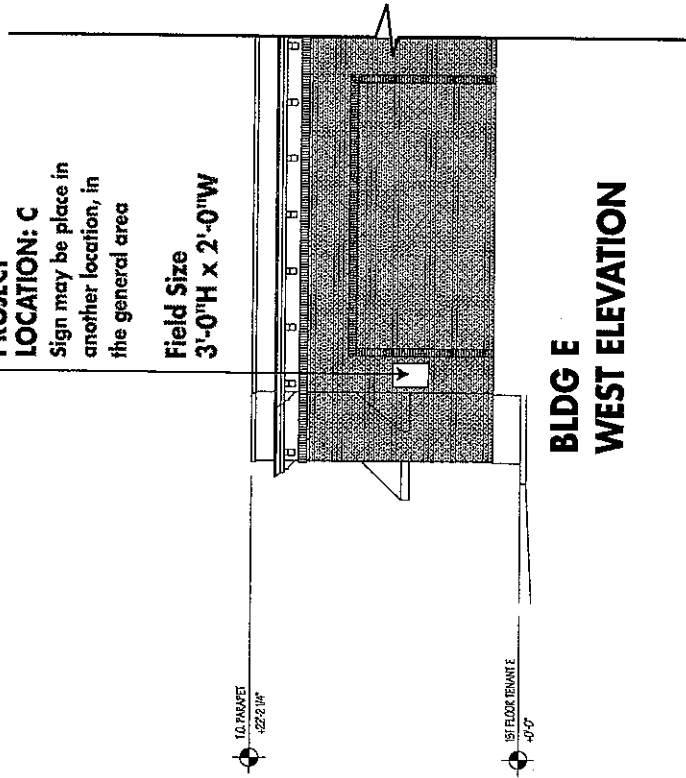 PROJECT
LOCATION: C
Sign may be place in
another location, in
the general area
Field Size
3'-0"H x 2'-0"W
T.O. PARAPET
+22'-2 1/4"
1ST FLOOR TENANT E
+0'-0"
BLDG E
WEST ELEVATION